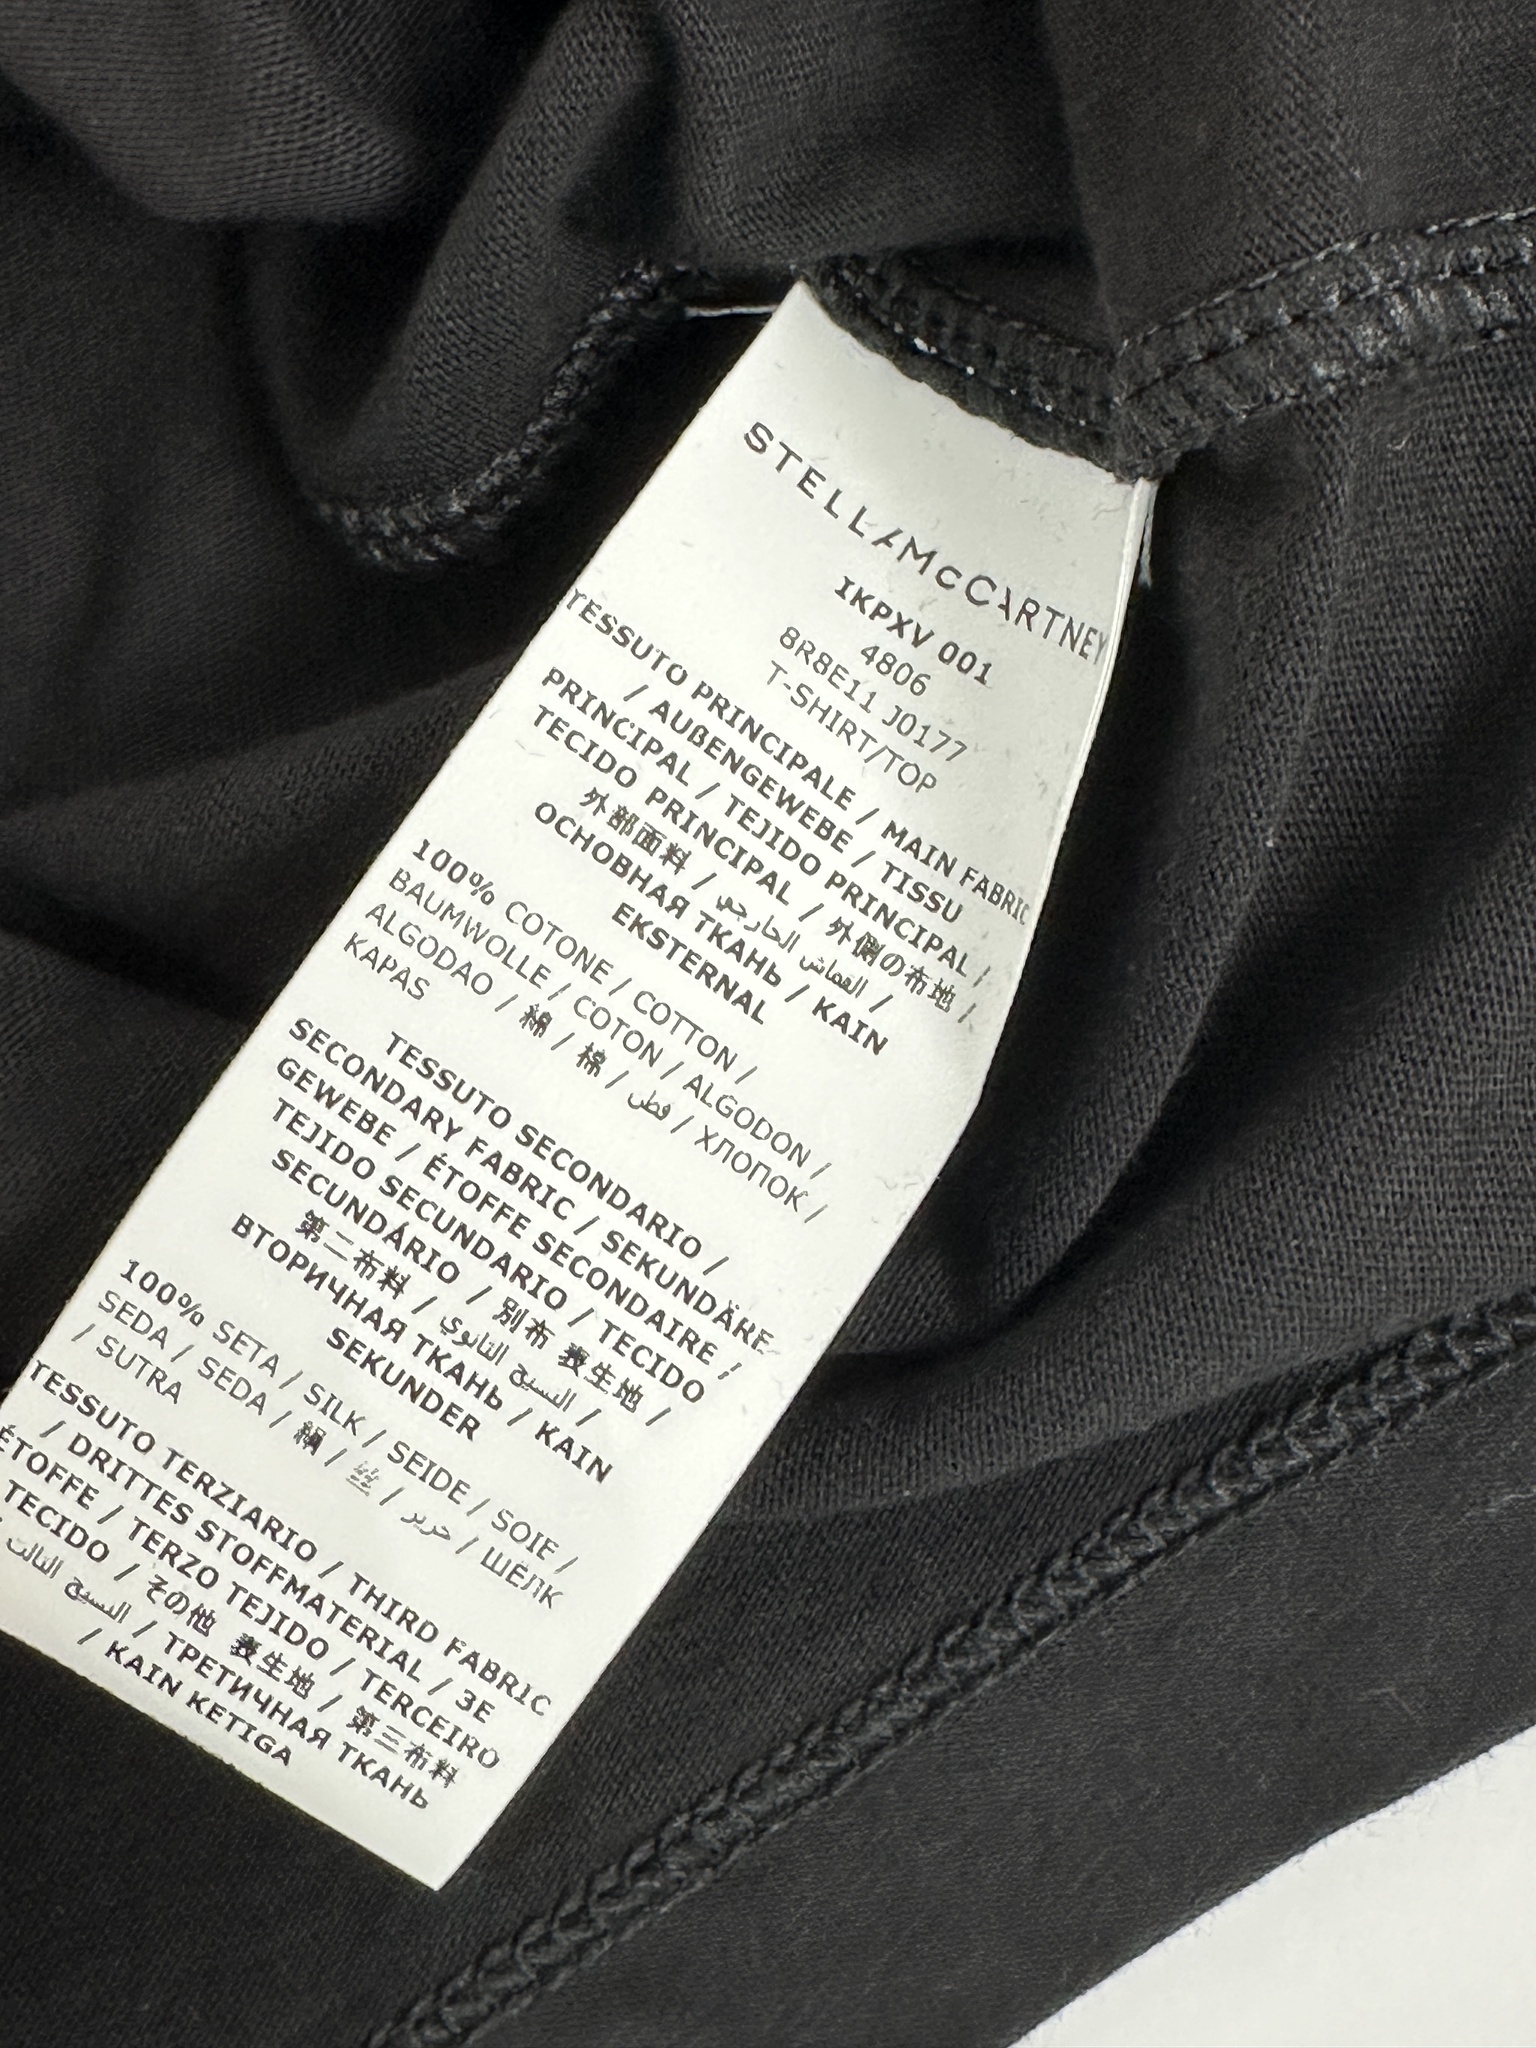 STELLA McCARTNEY
IKPXV 001
4806
8R8E11 J0177
T-SHIRT/TOP
TESSUTO PRINCIPALE / MAIN FABRIC
/ AUßENGEWEBE / TISSU
PRINCIPAL / TEJIDO PRINCIPAL /
TECIDO PRINCIPAL / 外側の布地 /
外部面料 / القماش الخارجي /
ОСНОВНАЯ ТКАНЬ / KAIN
EKSTERNAL
100% COTONE / COTTON /
BAUMWOLLE / COTON / ALGODON /
ALGODAO / 綿 / 棉 / قطن / ХЛОПОК /
KAPAS
TESSUTO SECONDARIO /
SECONDARY FABRIC / SEKUNDÄRE
GEWEBE / ÉTOFFE SECONDAIRE /
TEJIDO SECUNDARIO / TECIDO
SECUNDÁRIO / 別布 表生地 /
第二布料 / النسيج الثانوي /
ВТОРИЧНАЯ ТКАНЬ / KAIN
SEKUNDER
100% SETA / SILK / SEIDE / SOIE /
SEDA / SEDA / 絹 / 丝 / حرير / ШЁЛК
/ SUTRA
TESSUTO TERZIARIO / THIRD FABRIC
/ DRITTES STOFFMATERIAL / 3E
ÉTOFFE / TERZO TEJIDO / TERCEIRO
TECIDO / その他 表生地 / 第三布料
/ النسيج الثالث / ТРЕТИЧНАЯ ТКАНЬ
/ KAIN KETIGA